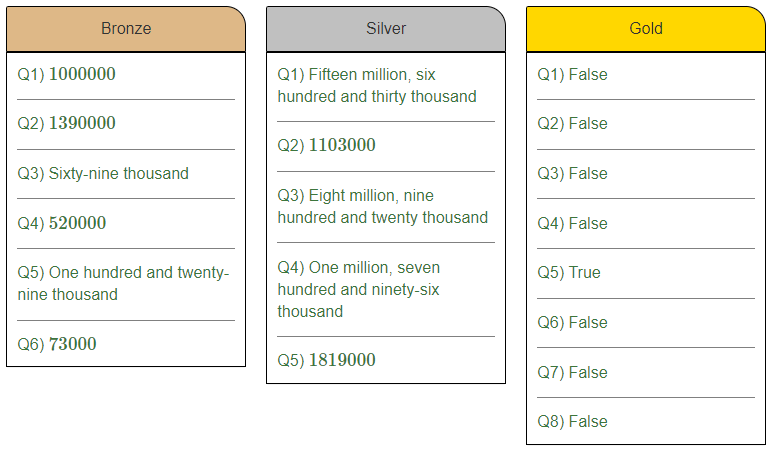 Bronze
Q1) 1000000
Q2) 1390000
Q3) Sixty-nine thousand
Q4) 520000
Q5) One hundred and twenty-
nine thousand
Q6) 73000
Silver
Q1) Fifteen million, six
hundred and thirty thousand
Q2) 1103000
Q3) Eight million, nine
hundred and twenty thousand
Q4) One million, seven
hundred and ninety-six
thousand
Q5) 1819000
Gold
Q1) False
Q2) False
Q3) False
Q4) False
Q5) True
Q6) False
Q7) False
Q8) False